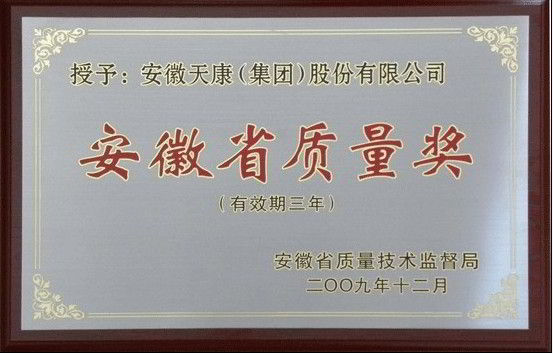 授予：安徽天康(集团)股份有限公司
安徽省质量奖
(有效期三年)
安徽省质量技术监督局
二〇〇九年十二月